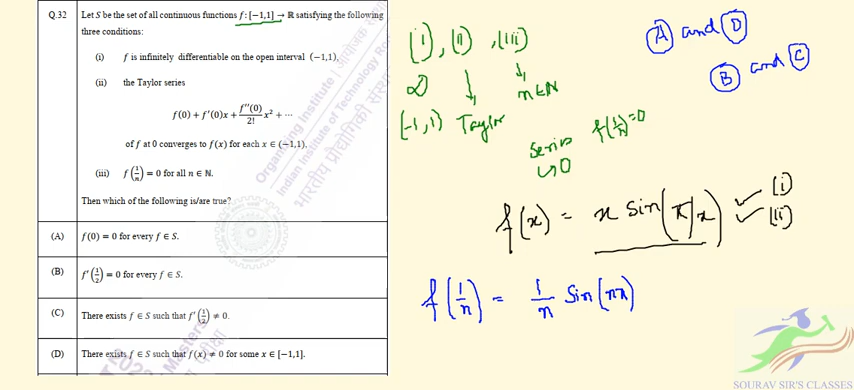 Q.32
Let S be the set of all continuous functions f: [−1,1] → ℝ satisfying the following
three conditions:
(i) f is infinitely differentiable on the open interval (−1,1),
(ii) the Taylor series
f(0) + f′(0)x + f″(0)/2! x² + ⋯
of f at 0 converges to f(x) for each x ∈ (−1,1),
(iii) f(1/n) = 0 for all n ∈ ℕ.
Then which of the following is/are true?
(A) f(0) = 0 for every f ∈ S.
(B) f′(1/2) = 0 for every f ∈ S.
(C) There exists f ∈ S such that f′(1/2) ≠ 0.
(D) There exists f ∈ S such that f(x) ≠ 0 for some x ∈ [−1,1].
Organizing Institute
Indian Institute of Technology
(i), (ii), (iii)
n∈ℕ
(-1, 1) Taylor
series f(1/n)=0
↳ 0
(A) and (D)
(B) and (C)
f(x) = x sin(π/x) ✓ (i)
✓ (ii)
f(1/n) = 1/n sin(nπ)
SOURAV SIR'S CLASSES